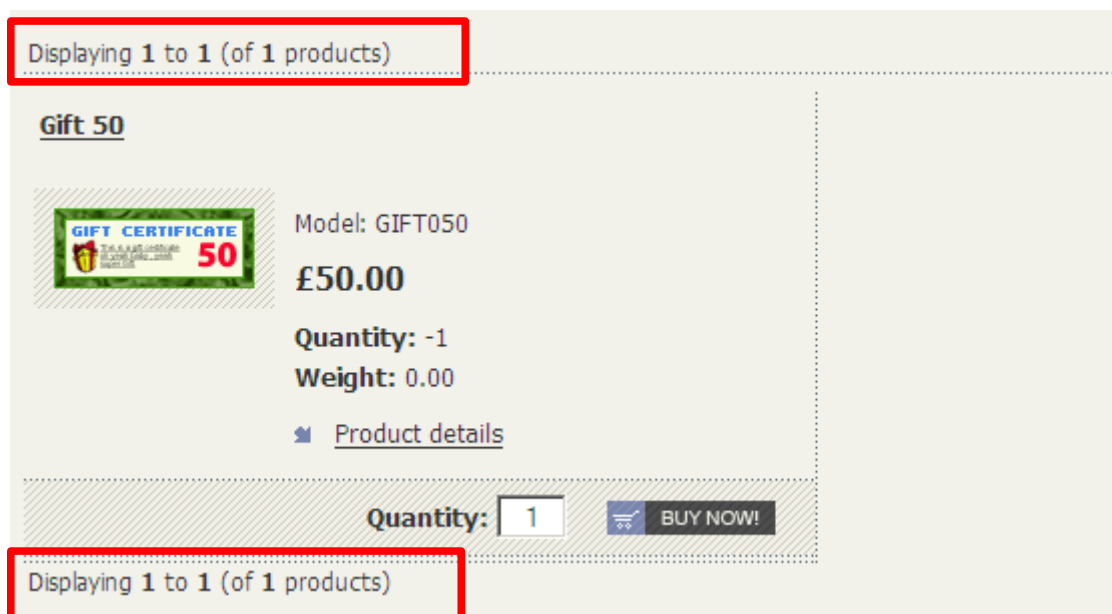 Displaying 1 to 1 (of 1 products)
Gift 50
GIFT CERTIFICATE
50
Model: GIFT050
£50.00
Quantity: -1
Weight: 0.00
Product details
Quantity: 1
BUY NOW!
Displaying 1 to 1 (of 1 products)